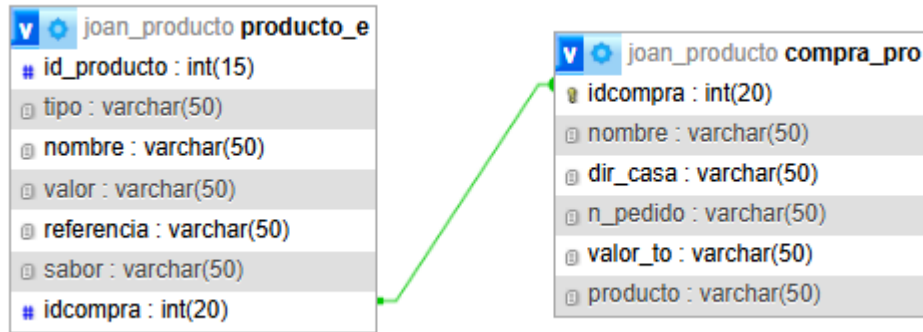 joan_producto producto_e
id_producto : int(15)
tipo : varchar(50)
nombre : varchar(50)
valor : varchar(50)
referencia : varchar(50)
sabor : varchar(50)
idcompra : int(20)
joan_producto compra_pro
idcompra : int(20)
nombre : varchar(50)
dir_casa : varchar(50)
n_pedido : varchar(50)
valor_to : varchar(50)
producto : varchar(50)